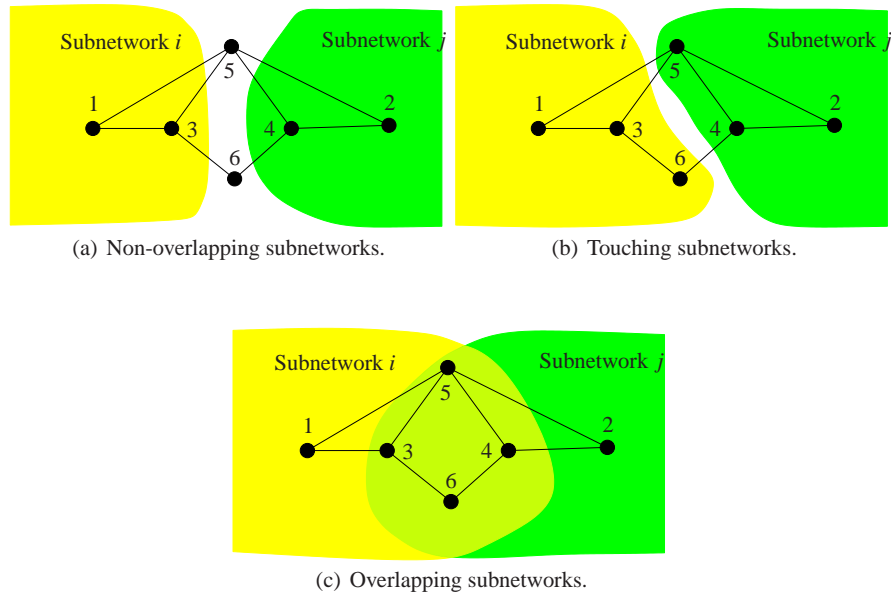 Subnetwork i
Subnetwork j
5
1
2
3
4
6
(a) Non-overlapping subnetworks.
Subnetwork i
Subnetwork j
5
1
2
3
4
6
(b) Touching subnetworks.
Subnetwork i
Subnetwork j
5
1
2
3
4
6
(c) Overlapping subnetworks.